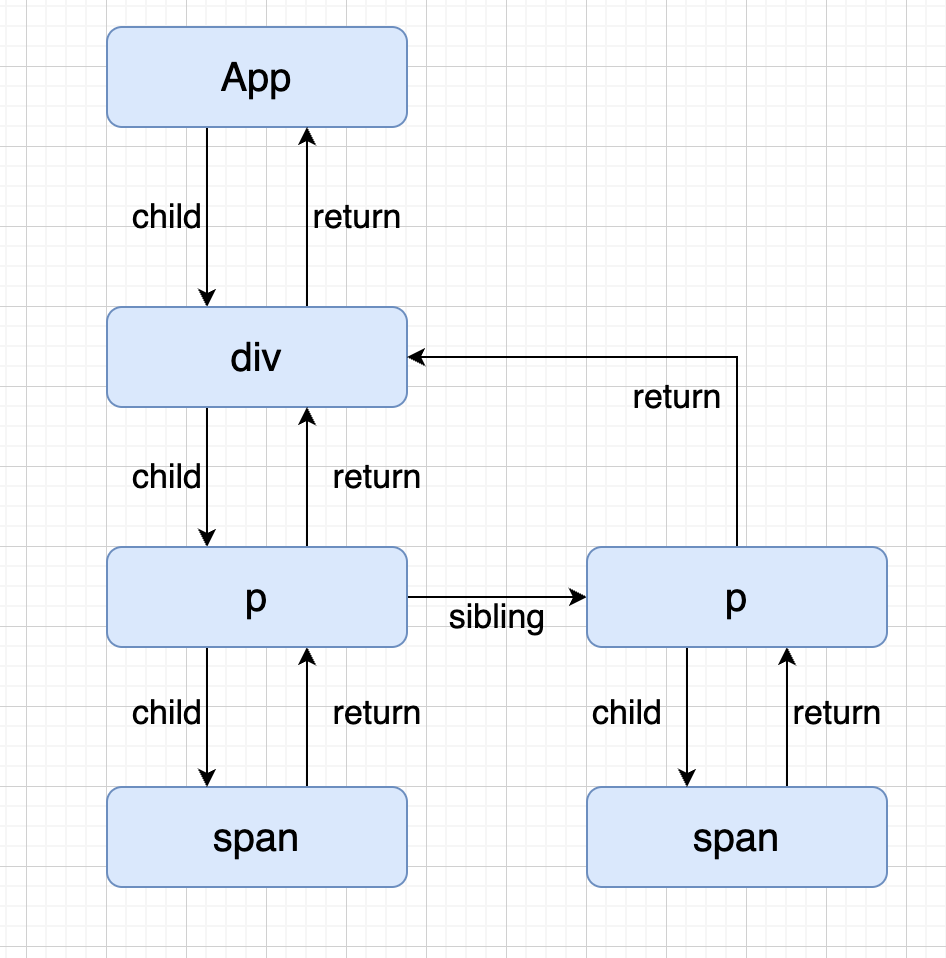 App
child
return
div
return
child
return
p
sibling
p
child
return
child
return
span
span